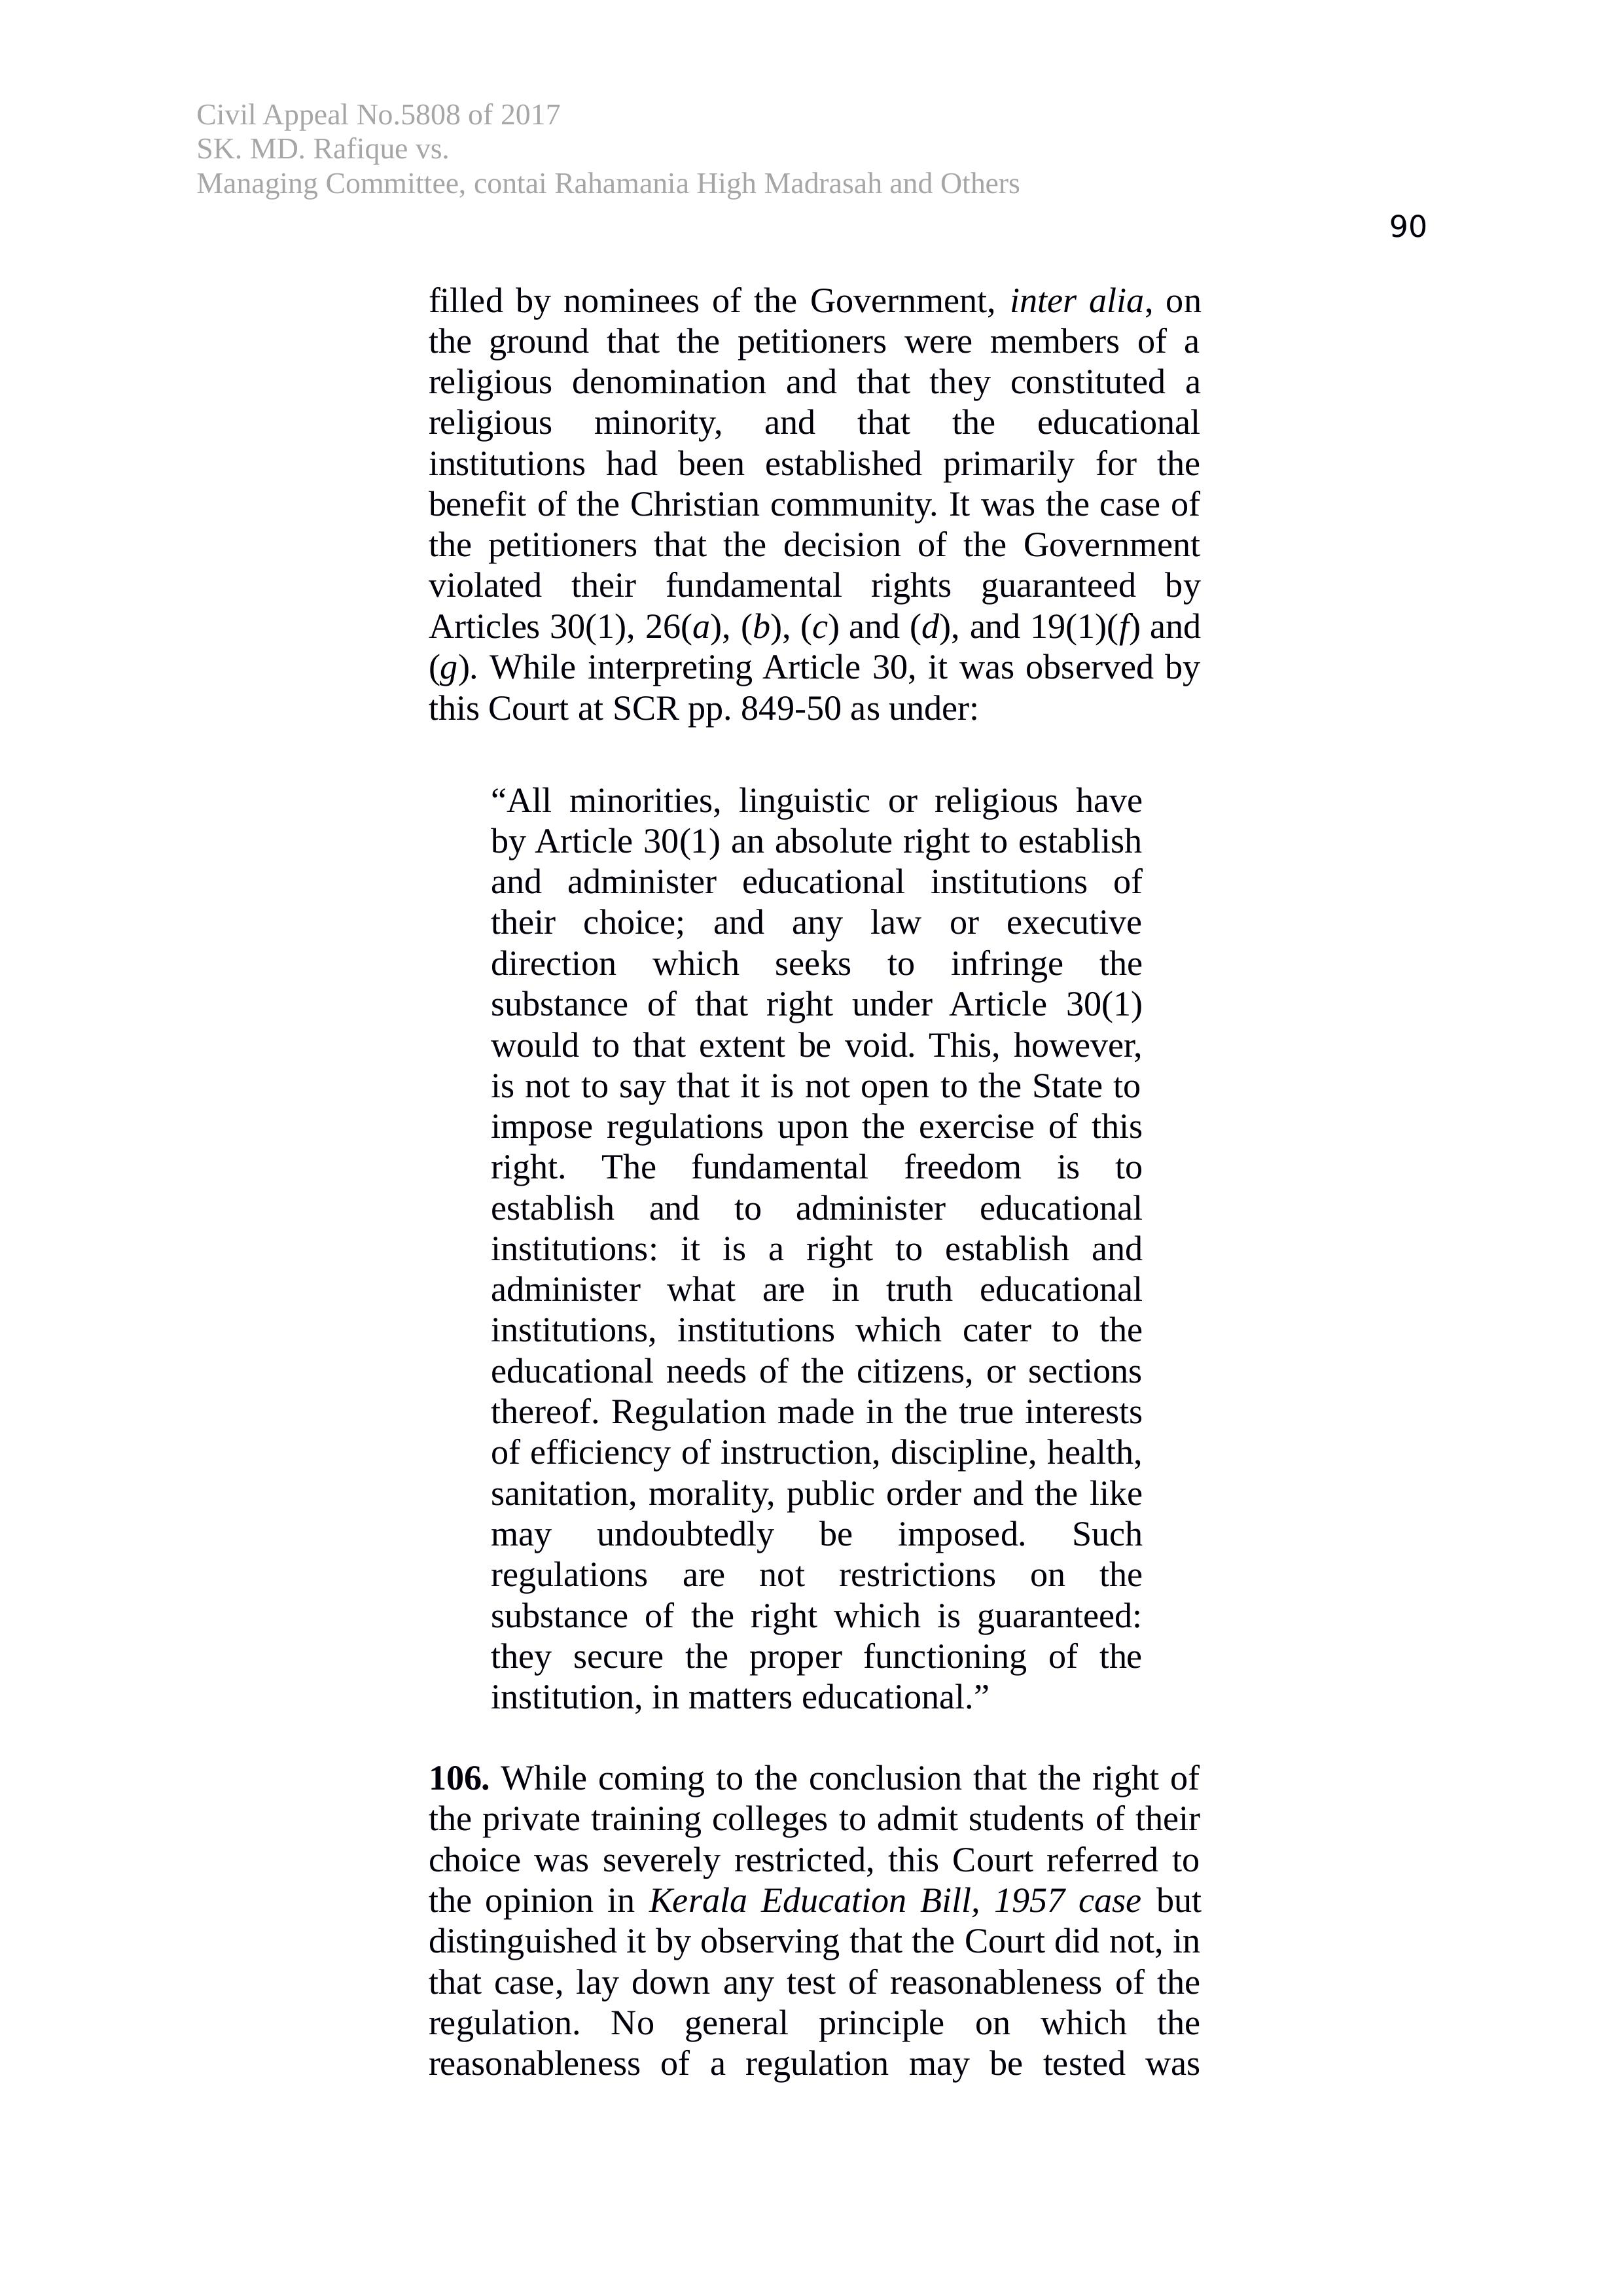 Civil Appeal No.5808 of 2017
SK. MD. Rafique vs.
Managing Committee, contai Rahamania High Madrasah and Others
90
filled by nominees of the Government, inter alia, on
the ground that the petitioners were members of a
religious denomination and that they constituted a
religious minority, and that the educational
institutions had been established primarily for the
benefit of the Christian community. It was the case of
the petitioners that the decision of the Government
violated their fundamental rights guaranteed by
Articles 30(1), 26(a), (b), (c) and (d), and 19(1)(f) and
(g). While interpreting Article 30, it was observed by
this Court at SCR pp. 849-50 as under:
“All minorities, linguistic or religious have
by Article 30(1) an absolute right to establish
and administer educational institutions of
their choice; and any law or executive
direction which seeks to infringe the
substance of that right under Article 30(1)
would to that extent be void. This, however,
is not to say that it is not open to the State to
impose regulations upon the exercise of this
right. The fundamental freedom is to
establish and to administer educational
institutions: it is a right to establish and
administer what are in truth educational
institutions, institutions which cater to the
educational needs of the citizens, or sections
thereof. Regulation made in the true interests
of efficiency of instruction, discipline, health,
sanitation, morality, public order and the like
may undoubtedly be imposed. Such
regulations are not restrictions on the
substance of the right which is guaranteed:
they secure the proper functioning of the
institution, in matters educational.”
106. While coming to the conclusion that the right of
the private training colleges to admit students of their
choice was severely restricted, this Court referred to
the opinion in Kerala Education Bill, 1957 case but
distinguished it by observing that the Court did not, in
that case, lay down any test of reasonableness of the
regulation. No general principle on which the
reasonableness of a regulation may be tested was